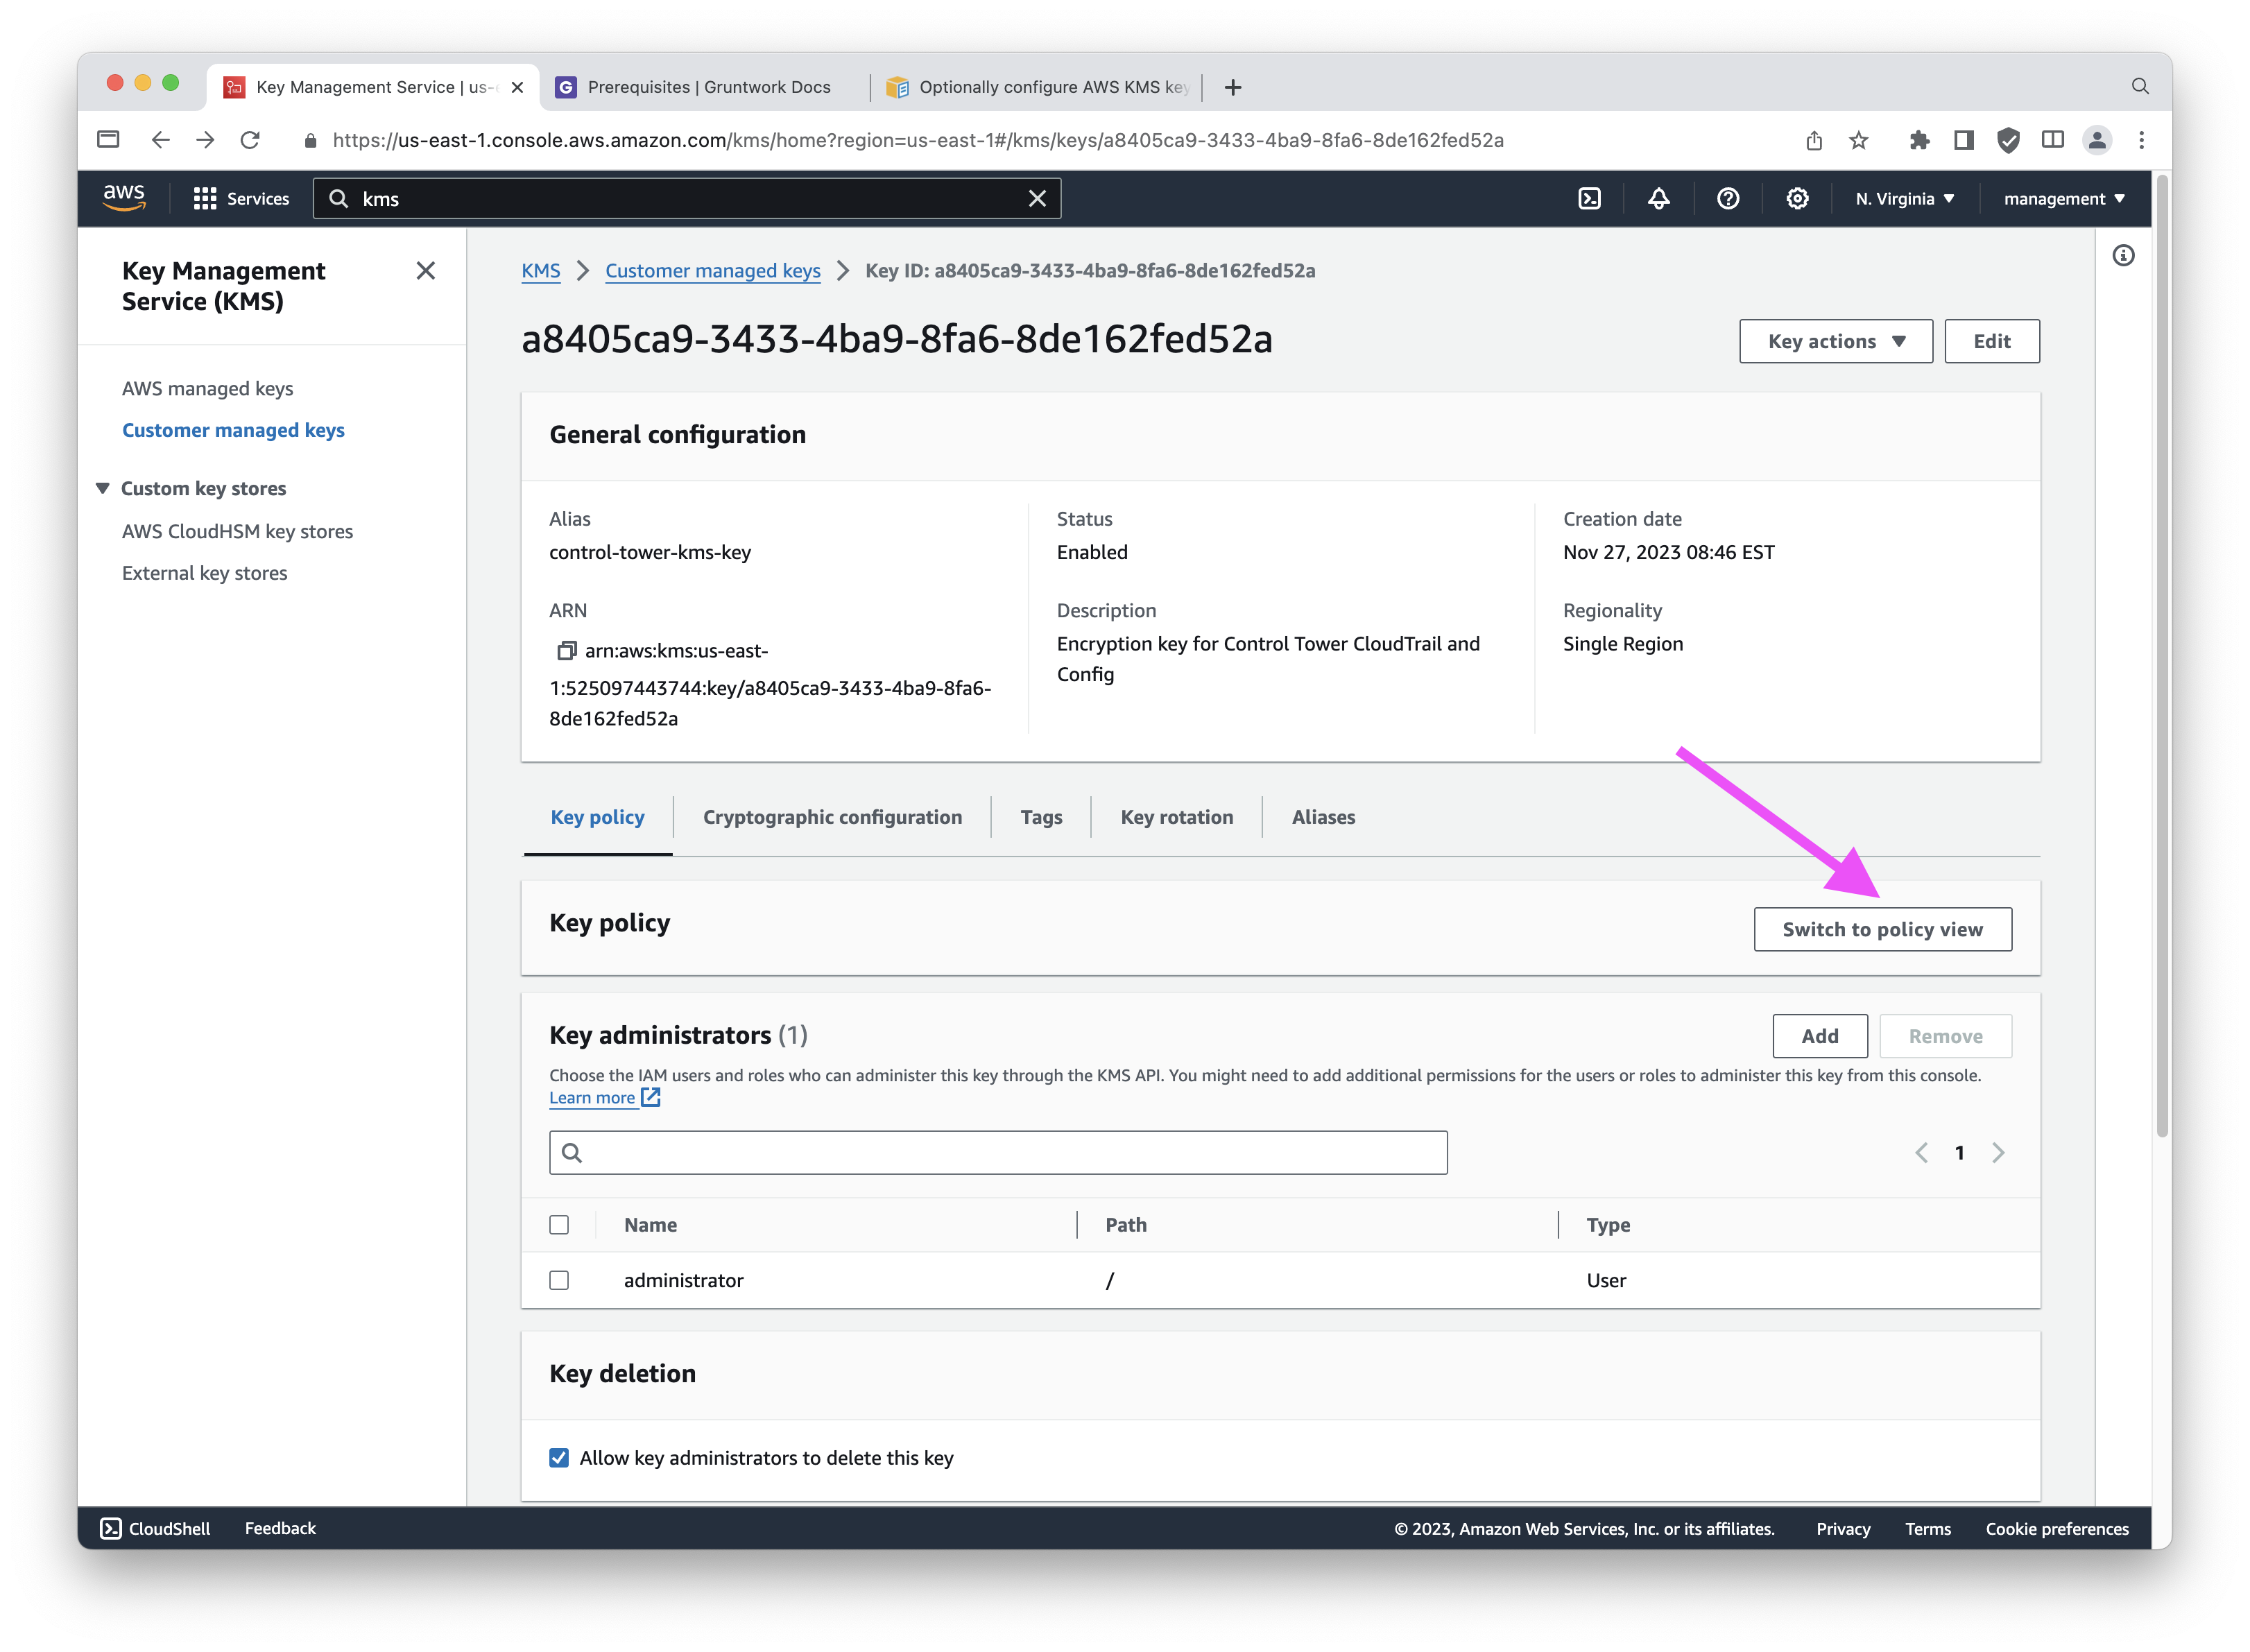 Key Management Service | us-e
Prerequisites | Gruntwork Docs
Optionally configure AWS KMS key
https://us-east-1.console.aws.amazon.com/kms/home?region=us-east-1#/kms/keys/a8405ca9-3433-4ba9-8fa6-8de162fed52a
aws
Services
kms
N. Virginia
management
Key Management
Service (KMS)
AWS managed keys
Customer managed keys
Custom key stores
AWS CloudHSM key stores
External key stores
KMS
Customer managed keys
Key ID: a8405ca9-3433-4ba9-8fa6-8de162fed52a
a8405ca9-3433-4ba9-8fa6-8de162fed52a
Key actions
Edit
General configuration
Alias
control-tower-kms-key
ARN
arn:aws:kms:us-east-
1:525097443744:key/a8405ca9-3433-4ba9-8fa6-
8de162fed52a
Status
Enabled
Description
Encryption key for Control Tower CloudTrail and
Config
Creation date
Nov 27, 2023 08:46 EST
Regionality
Single Region
Key policy
Cryptographic configuration
Tags
Key rotation
Aliases
Key policy
Switch to policy view
Key administrators (1)
Add
Remove
Choose the IAM users and roles who can administer this key through the KMS API. You might need to add additional permissions for the users or roles to administer this key from this console.
Learn more
1
Name
Path
Type
administrator
/
User
Key deletion
Allow key administrators to delete this key
CloudShell
Feedback
© 2023, Amazon Web Services, Inc. or its affiliates.
Privacy
Terms
Cookie preferences